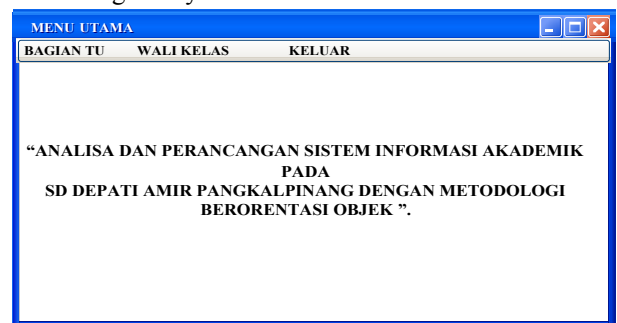 MENU UTAMA
BAGIAN TU WALI KELAS KELUAR
“ANALISA DAN PERANCANGAN SISTEM INFORMASI AKADEMIK
PADA
SD DEPATI AMIR PANGKALPINANG DENGAN METODOLOGI
BERORENTASI OBJEK ”.